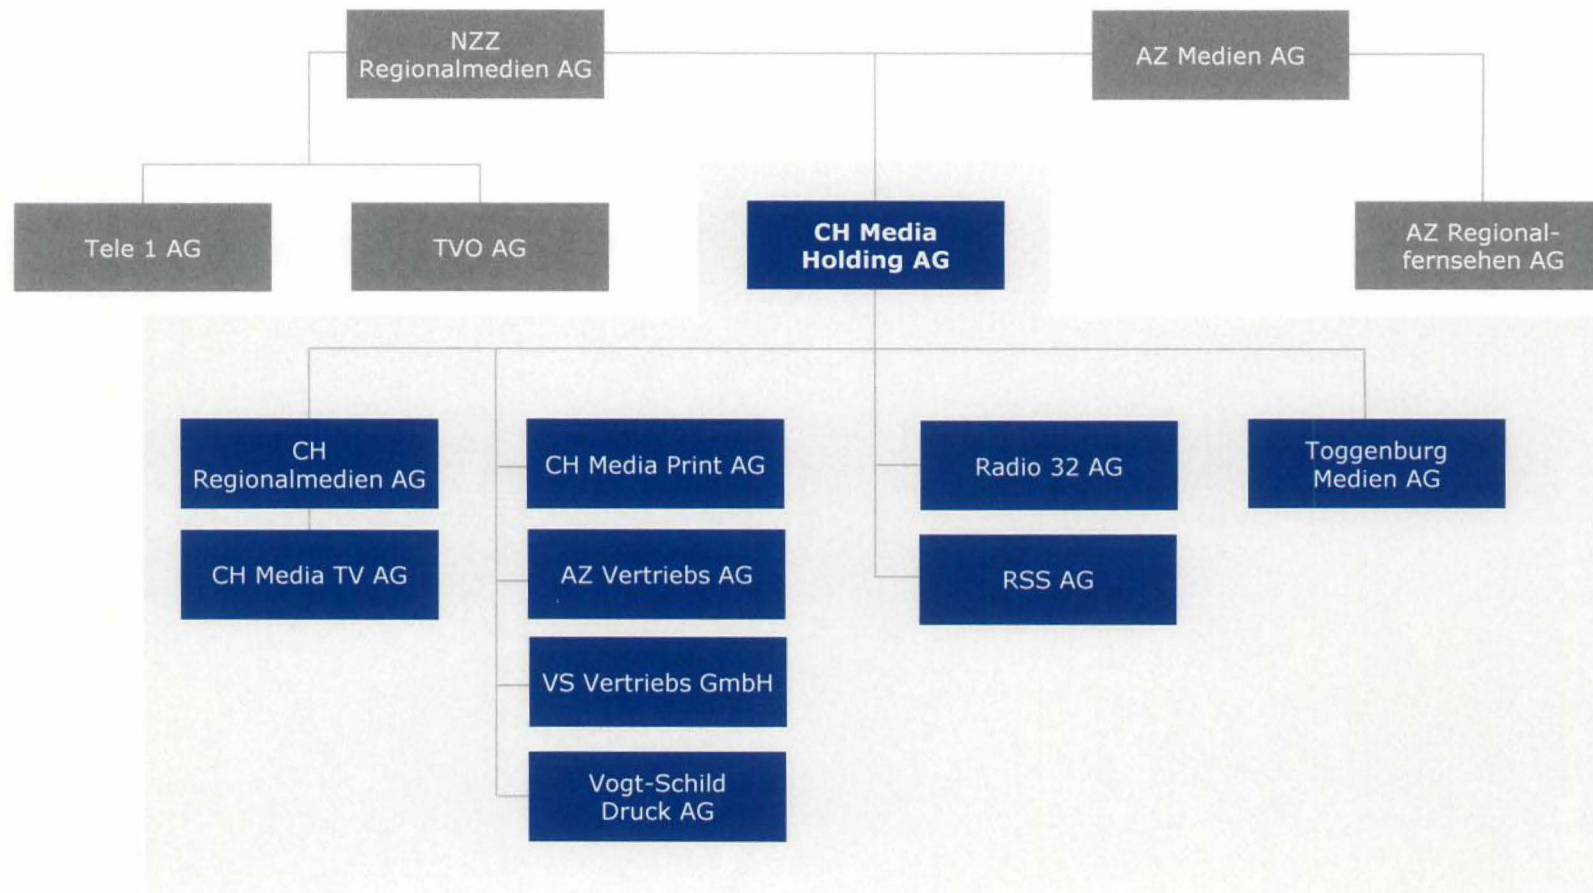 NZZ
Regionalmedien AG
AZ Medien AG
Tele 1 AG
TVO AG
CH Media
Holding AG
AZ Regional-
fernsehen AG
CH
Regionalmedien AG
CH Media Print AG
Radio 32 AG
Toggenburg
Medien AG
CH Media TV AG
AZ Vertriebs AG
RSS AG
VS Vertriebs GmbH
Vogt-Schild
Druck AG